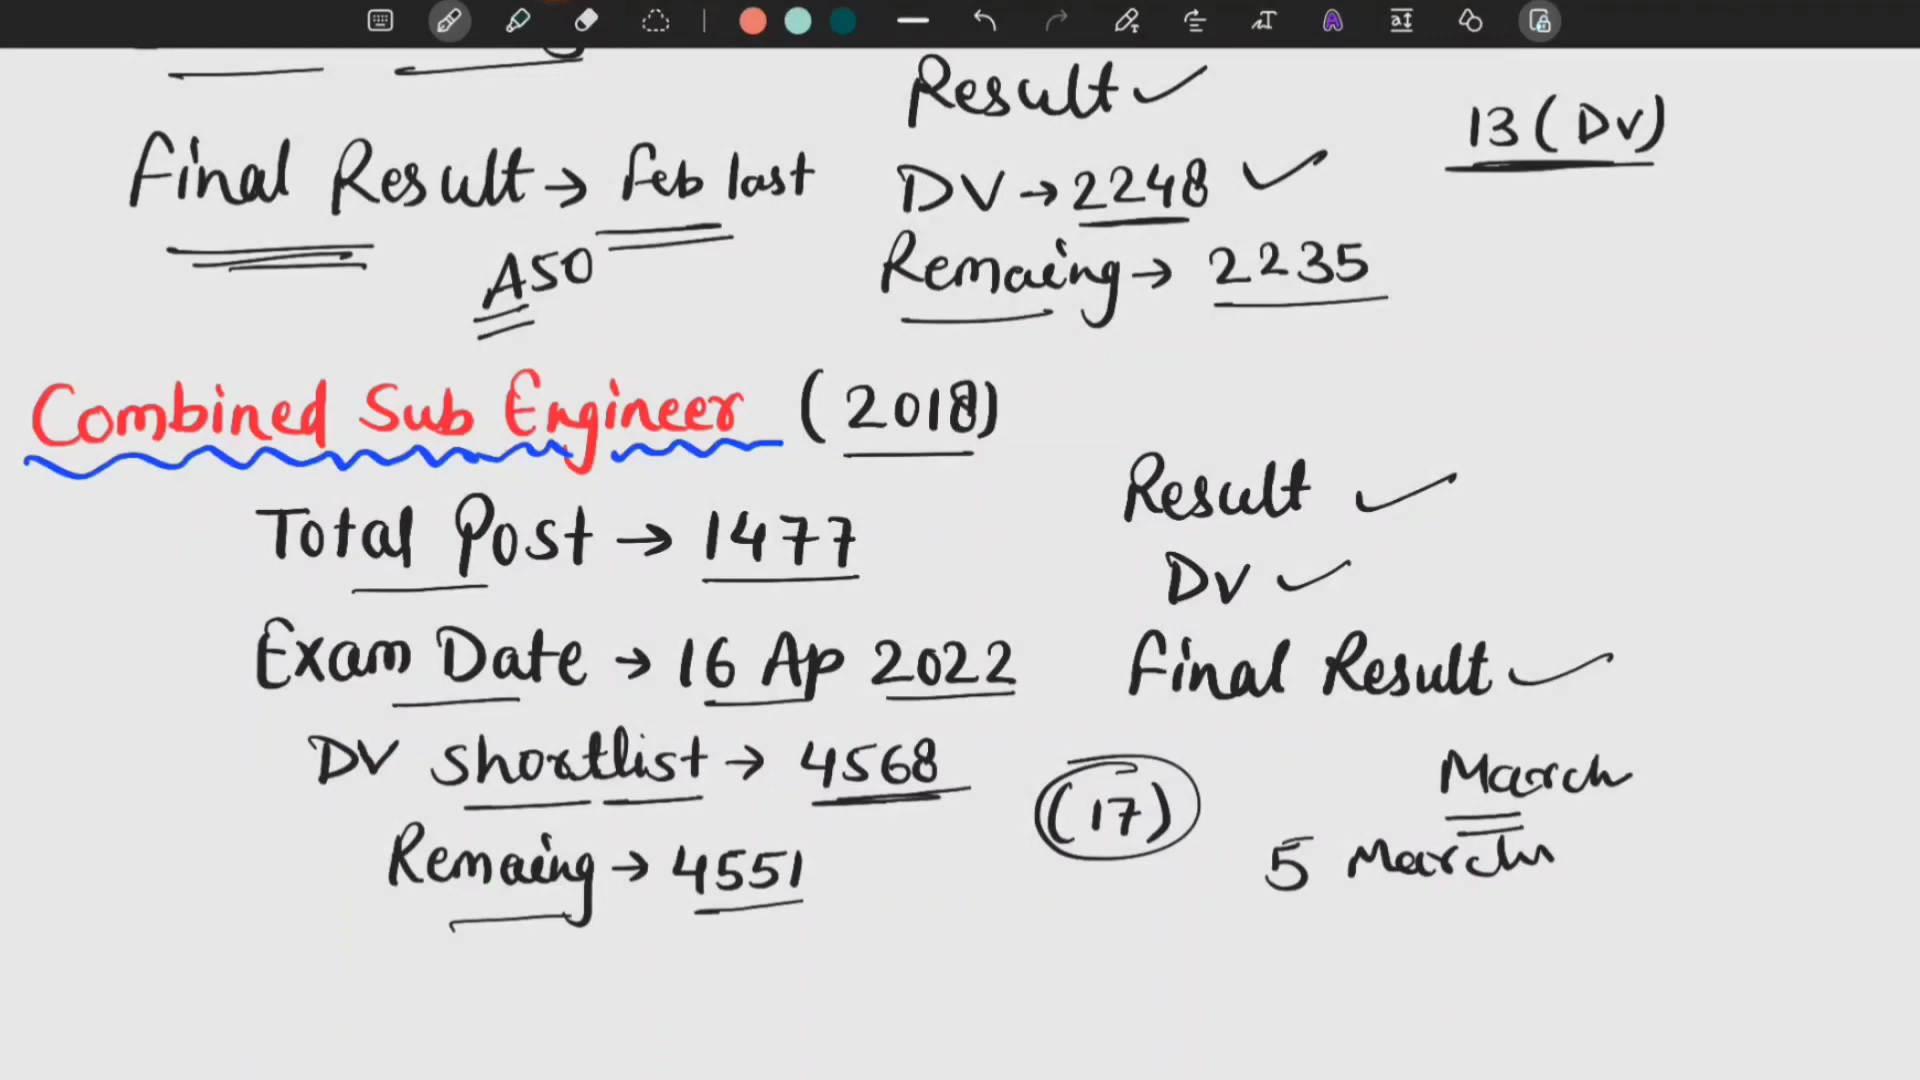 Final Result → Feb last
ASO
Result ✓
DV → 2248 ✓
Remaing → 2235
13 (DV)
Combined Sub Engineer (2018)
Total Post → 1477
Exam Date → 16 Ap 2022
DV shortlist → 4568
Remaing → 4551
(17)
Result ✓
DV ✓
Final Result ✓
March
5 March